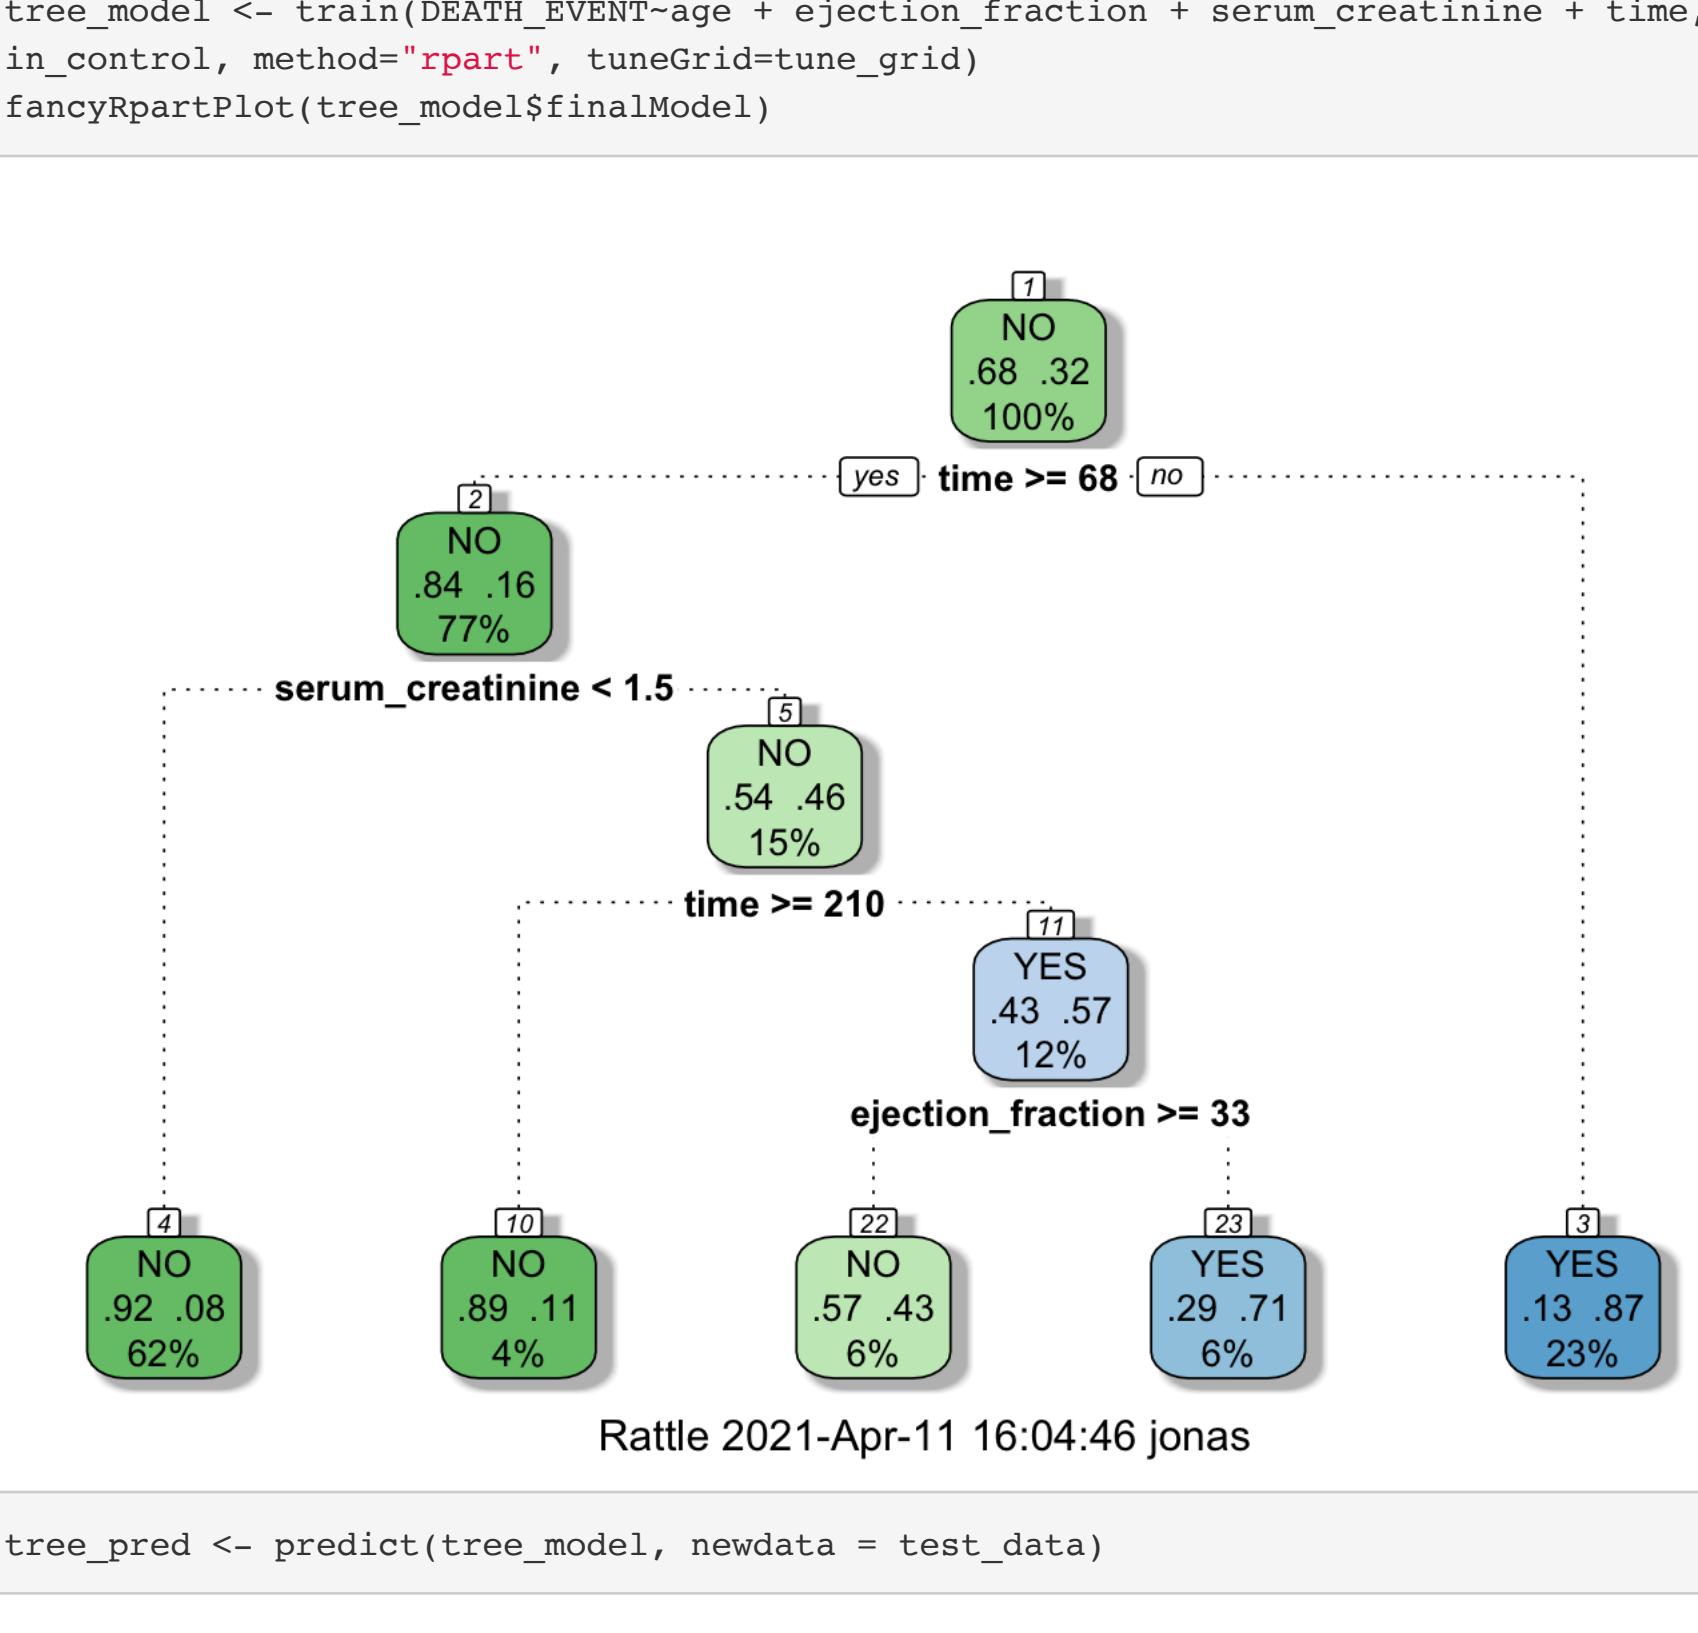 tree_model <- train(DEATH_EVENT~age + ejection_fraction + serum_creatinine + time,
in_control, method="rpart", tuneGrid=tune_grid)
fancyRpartPlot(tree_model$finalModel)
1
NO
.68 .32
100%
yes time >= 68 no
2
NO
.84 .16
77%
serum_creatinine < 1.5
5
NO
.54 .46
15%
time >= 210
11
YES
.43 .57
12%
ejection_fraction >= 33
4
NO
.92 .08
62%
10
NO
.89 .11
4%
22
NO
.57 .43
6%
23
YES
.29 .71
6%
3
YES
.13 .87
23%
Rattle 2021-Apr-11 16:04:46 jonas
tree_pred <- predict(tree_model, newdata = test_data)